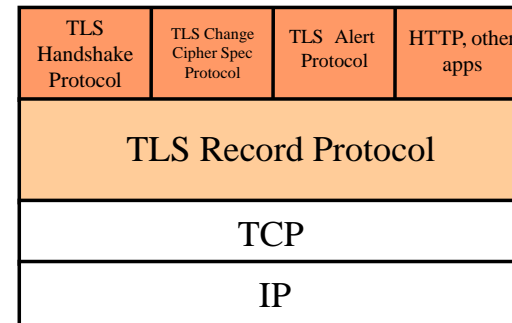 TLS
Handshake
Protocol
TLS Change
Cipher Spec
Protocol
TLS Alert
Protocol
HTTP, other
apps
TLS Record Protocol
TCP
IP